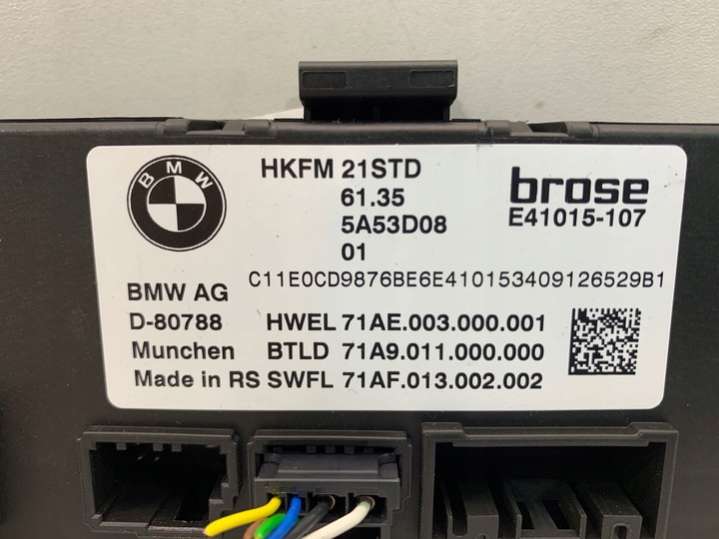 BMW
HKFM 21STD
61.35
5A53D08
01
brose
E41015-107
C11E0CD9876BE6E410153409126529B1
BMW AG
D-80788 HWEL 71AE.003.000.001
Munchen BTLD 71A9.011.000.000
Made in RS SWFL 71AF.013.002.002